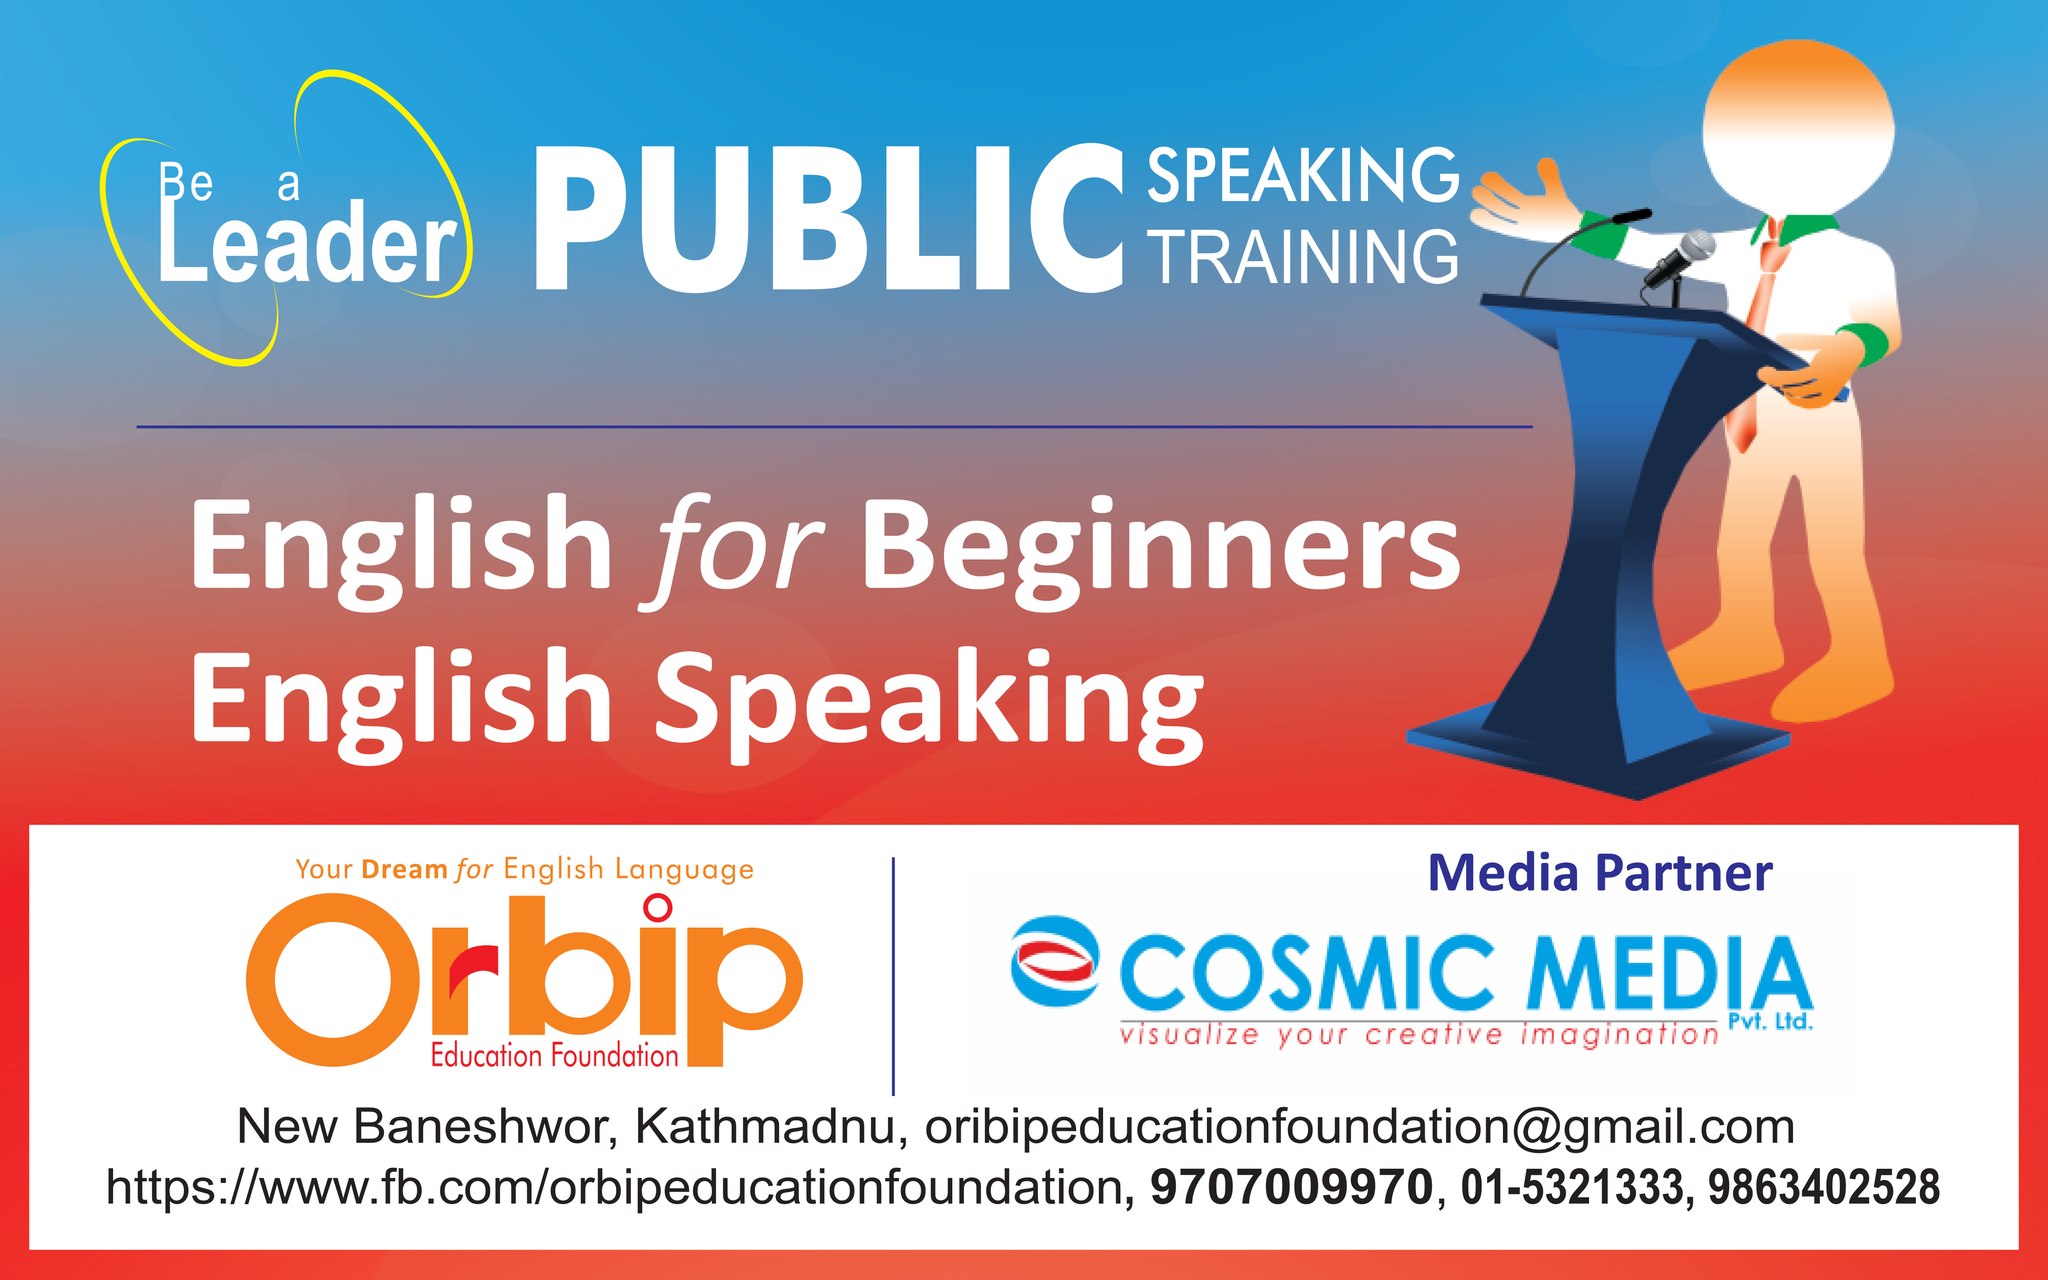 Be a
Leader
PUBLIC
SPEAKING
TRAINING
English for Beginners
English Speaking
Your Dream for English Language
Orbip
Education Foundation
Media Partner
COSMIC MEDIA
Pvt. Ltd.
visualize your creative imagination
New Baneshwor, Kathmadnu, oribipeducationfoundation@gmail.com
https://www.fb.com/orbipeducationfoundation, 9707009970, 01-5321333, 9863402528